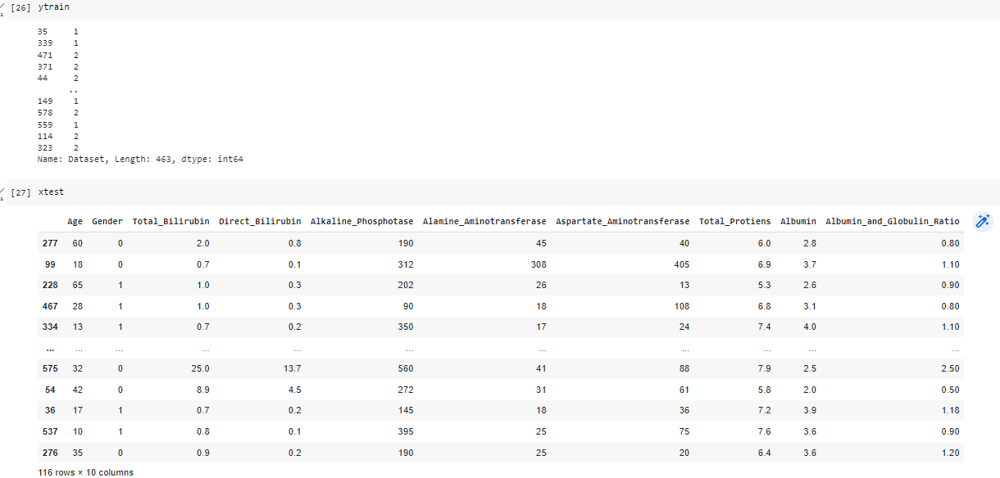 [26] ytrain
35 1
339 1
471 2
371 2
44 2
..
149 1
578 2
559 1
114 2
323 2
Name: Dataset, Length: 463, dtype: int64
[27] xtest
Age Gender Total_Bilirubin Direct_Bilirubin Alkaline_Phosphotase Alamine_Aminotransferase Aspartate_Aminotransferase Total_Protiens Albumin Albumin_and_Globulin_Ratio
277 60 0 2.0 0.8 190 45 40 6.0 2.8 0.80
99 18 0 0.7 0.1 312 308 405 6.9 3.7 1.10
228 65 1 1.0 0.3 202 26 13 5.3 2.6 0.90
467 28 1 1.0 0.3 90 18 108 6.8 3.1 0.80
334 13 1 0.7 0.2 350 17 24 7.4 4.0 1.10
... ... ... ... ... ... ... ... ... ... ...
575 32 0 25.0 13.7 560 41 88 7.9 2.5 2.50
54 42 0 8.9 4.5 272 31 61 5.8 2.0 0.50
36 17 1 0.7 0.2 145 18 36 7.2 3.9 1.18
537 10 1 0.8 0.1 395 25 75 7.6 3.6 0.90
276 35 0 0.9 0.2 190 25 20 6.4 3.6 1.20
116 rows × 10 columns